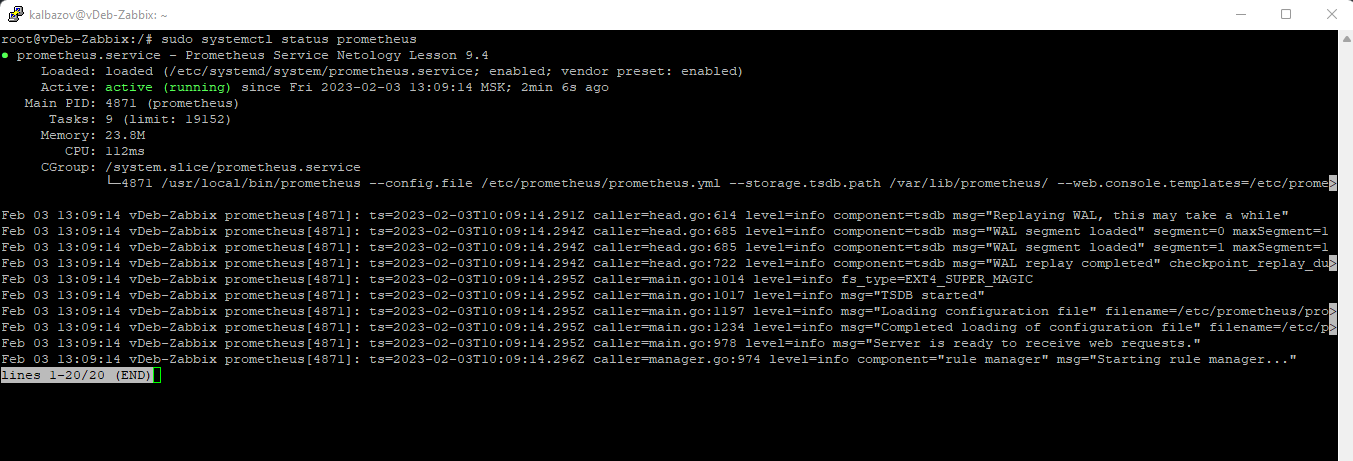 kalbazov@vDeb-Zabbix: ~
root@vDeb-Zabbix:/# sudo systemctl status prometheus
● prometheus.service - Prometheus Service Netology Lesson 9.4
     Loaded: loaded (/etc/systemd/system/prometheus.service; enabled; vendor preset: enabled)
     Active: active (running) since Fri 2023-02-03 13:09:14 MSK; 2min 6s ago
   Main PID: 4871 (prometheus)
      Tasks: 9 (limit: 19152)
     Memory: 23.8M
        CPU: 112ms
     CGroup: /system.slice/prometheus.service
             └─4871 /usr/local/bin/prometheus --config.file /etc/prometheus/prometheus.yml --storage.tsdb.path /var/lib/prometheus/ --web.console.templates=/etc/prome>
Feb 03 13:09:14 vDeb-Zabbix prometheus[4871]: ts=2023-02-03T10:09:14.291Z caller=head.go:614 level=info component=tsdb msg="Replaying WAL, this may take a while"
Feb 03 13:09:14 vDeb-Zabbix prometheus[4871]: ts=2023-02-03T10:09:14.294Z caller=head.go:685 level=info component=tsdb msg="WAL segment loaded" segment=0 maxSegment=1
Feb 03 13:09:14 vDeb-Zabbix prometheus[4871]: ts=2023-02-03T10:09:14.294Z caller=head.go:685 level=info component=tsdb msg="WAL segment loaded" segment=1 maxSegment=1
Feb 03 13:09:14 vDeb-Zabbix prometheus[4871]: ts=2023-02-03T10:09:14.294Z caller=head.go:722 level=info component=tsdb msg="WAL replay completed" checkpoint_replay_du>
Feb 03 13:09:14 vDeb-Zabbix prometheus[4871]: ts=2023-02-03T10:09:14.295Z caller=main.go:1014 level=info fs_type=EXT4_SUPER_MAGIC
Feb 03 13:09:14 vDeb-Zabbix prometheus[4871]: ts=2023-02-03T10:09:14.295Z caller=main.go:1017 level=info msg="TSDB started"
Feb 03 13:09:14 vDeb-Zabbix prometheus[4871]: ts=2023-02-03T10:09:14.295Z caller=main.go:1197 level=info msg="Loading configuration file" filename=/etc/prometheus/pro>
Feb 03 13:09:14 vDeb-Zabbix prometheus[4871]: ts=2023-02-03T10:09:14.295Z caller=main.go:1234 level=info msg="Completed loading of configuration file" filename=/etc/p>
Feb 03 13:09:14 vDeb-Zabbix prometheus[4871]: ts=2023-02-03T10:09:14.295Z caller=main.go:978 level=info msg="Server is ready to receive web requests."
Feb 03 13:09:14 vDeb-Zabbix prometheus[4871]: ts=2023-02-03T10:09:14.296Z caller=manager.go:974 level=info component="rule manager" msg="Starting rule manager..."
lines 1-20/20 (END)